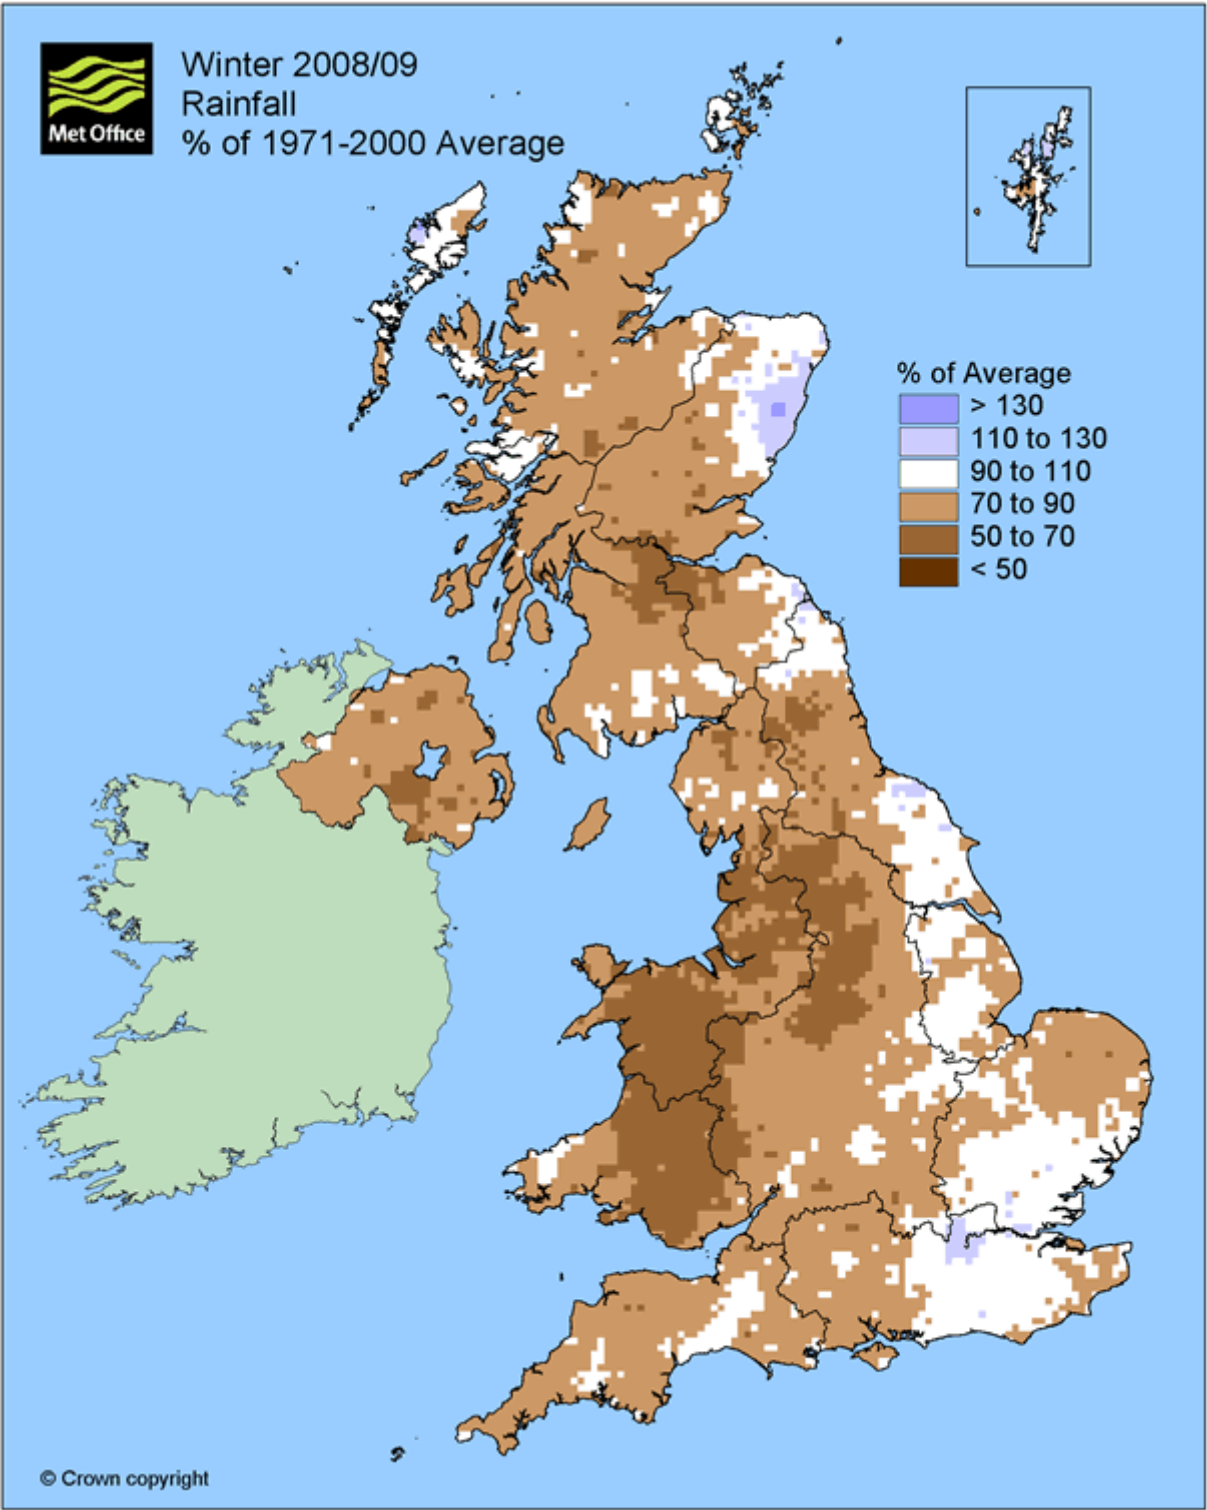 Winter 2008/09
Rainfall
% of 1971-2000 Average
Met Office
% of Average
> 130
110 to 130
90 to 110
70 to 90
50 to 70
< 50
© Crown copyright